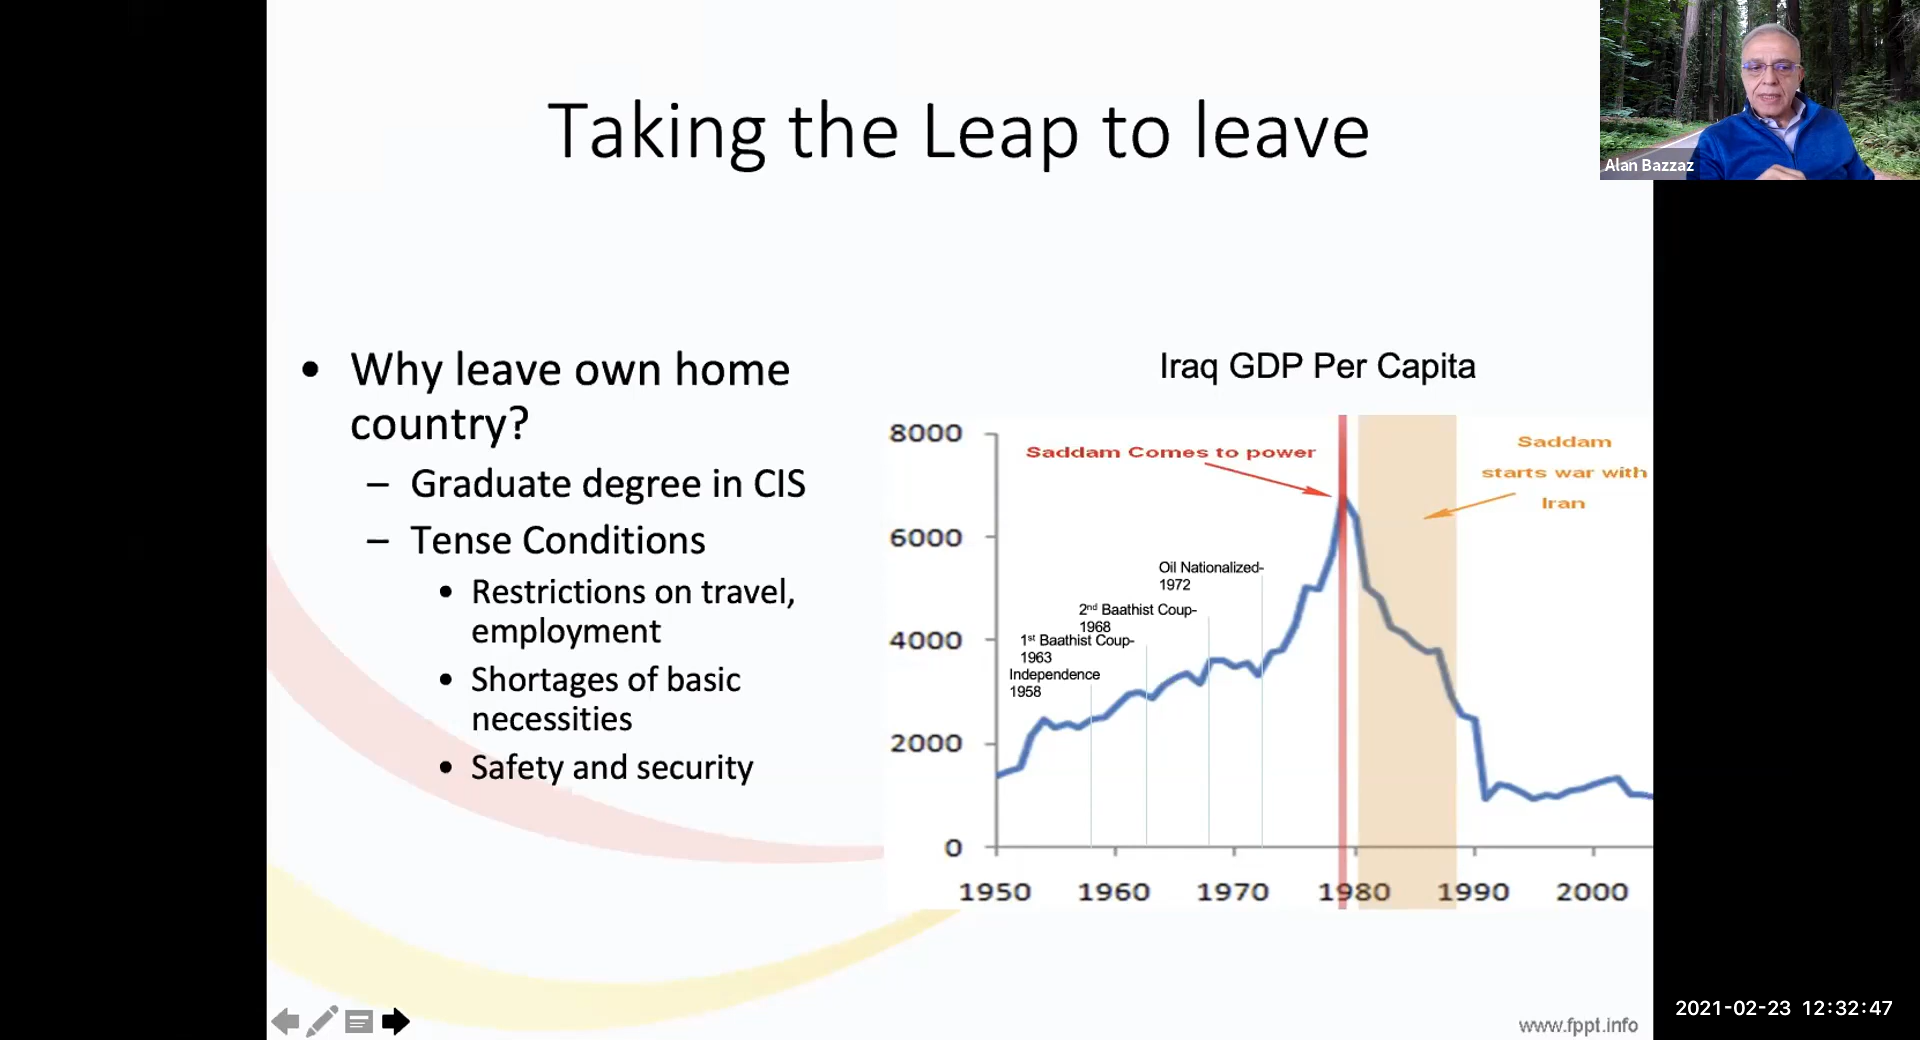 Taking the Leap to leave
Alan Bazzaz
• Why leave own home
country?
– Graduate degree in CIS
– Tense Conditions
• Restrictions on travel,
employment
• Shortages of basic
necessities
• Safety and security
Iraq GDP Per Capita
8000
6000
4000
2000
0
Saddam Comes to power
Saddam
starts war with
Iran
Oil Nationalized-
1972
2nd Baathist Coup-
1968
1st Baathist Coup-
1963
Independence
1958
1950 1960 1970 1980 1990 2000
www.fppt.info
2021-02-23 12:32:47